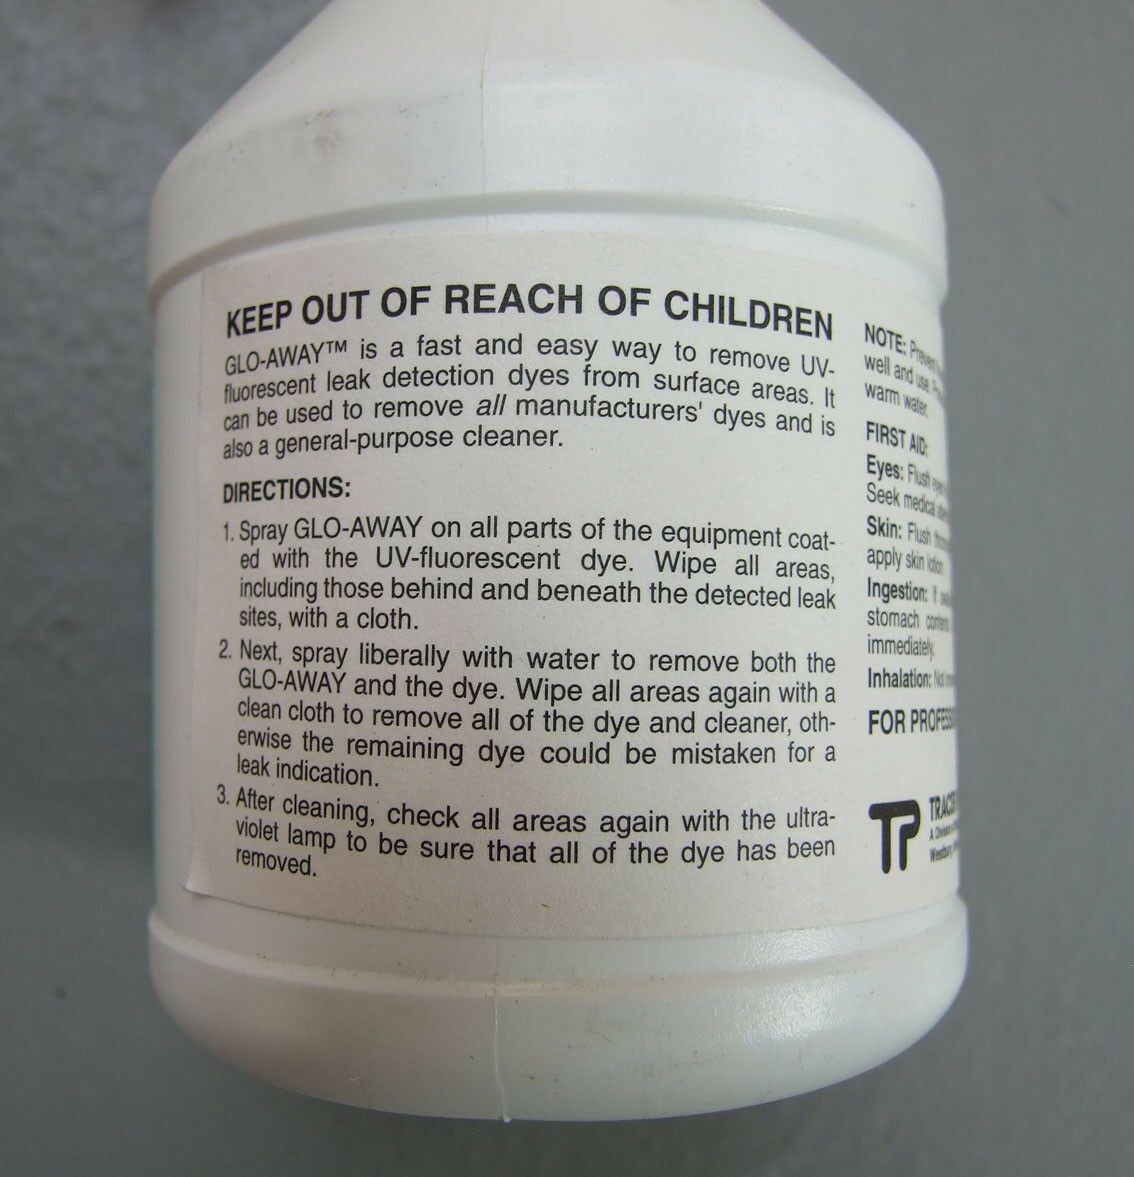 KEEP OUT OF REACH OF CHILDREN
GLO-AWAY™ is a fast and easy way to remove UV-
fluorescent leak detection dyes from surface areas. It
can be used to remove all manufacturers' dyes and is
also a general-purpose cleaner.
DIRECTIONS:
1. Spray GLO-AWAY on all parts of the equipment coat-
ed with the UV-fluorescent dye. Wipe all areas,
including those behind and beneath the detected leak
sites, with a cloth.
2. Next, spray liberally with water to remove both the
GLO-AWAY and the dye. Wipe all areas again with a
clean cloth to remove all of the dye and cleaner, oth-
erwise the remaining dye could be mistaken for a
leak indication.
3. After cleaning, check all areas again with the ultra-
violet lamp to be sure that all of the dye has been
removed.
NOTE: Prevent
well and use
warm water.
FIRST AID:
Eyes: Flush
Seek medical
Skin: Flush
apply skin lotion
Ingestion: If
stomach
immediately.
Inhalation: Not
FOR
TP
A